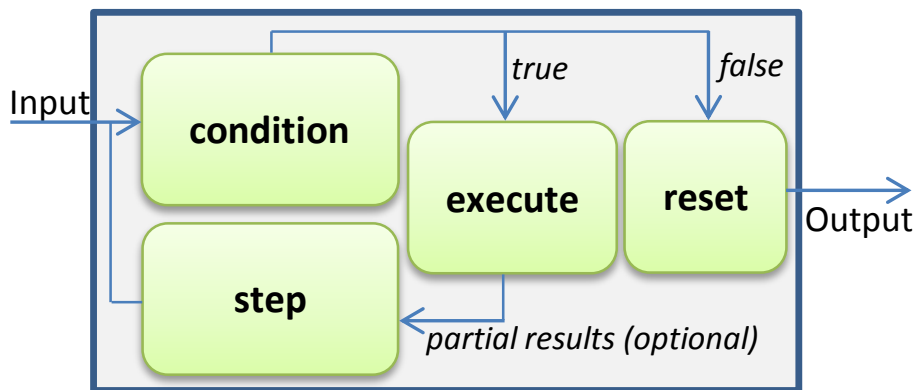 Input
condition
true
false
execute
reset
Output
step
partial results (optional)